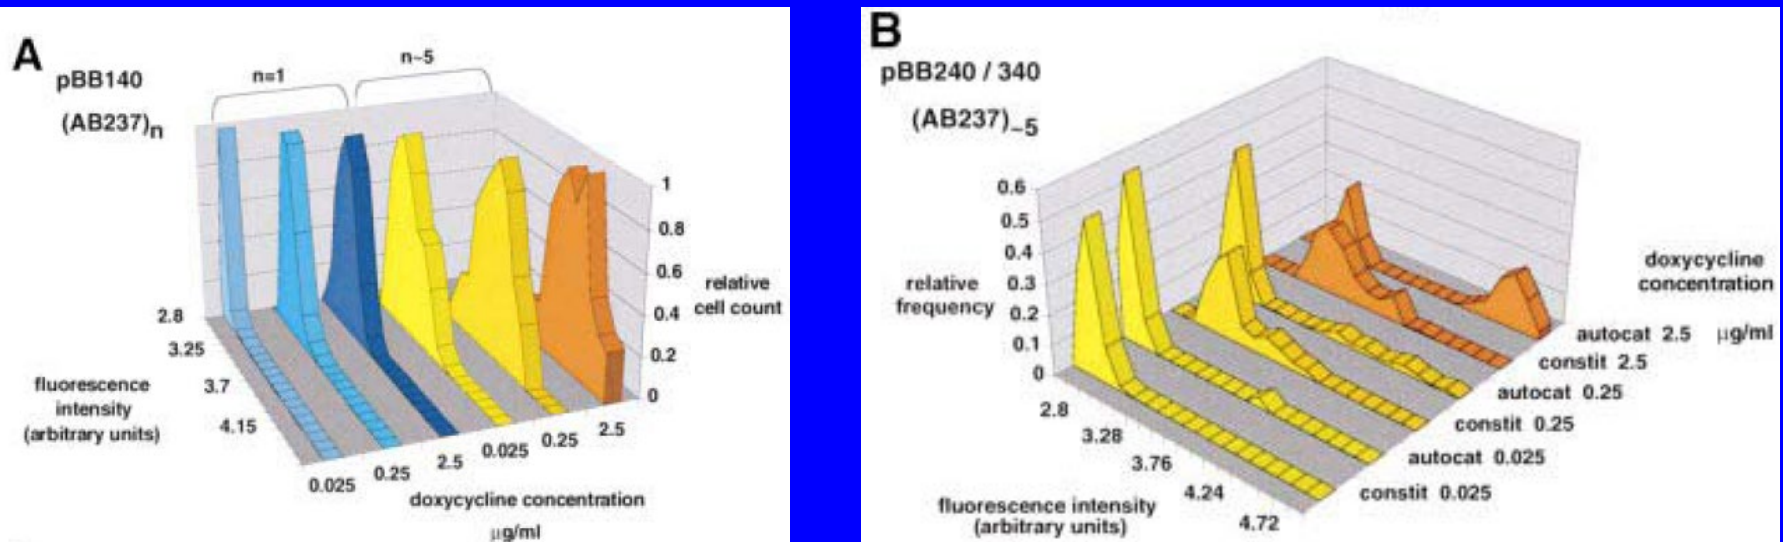 A
pBB140
(AB237)n
n=1
n~5
1
0.8
0.6
0.4
0.2
0
relative
cell count
2.8
3.25
3.7
4.15
fluorescence
intensity
(arbitrary units)
0.025
0.25
2.5
0.025
0.25
2.5
doxycycline concentration
µg/ml
B
pBB240 / 340
(AB237)~5
0.6
0.5
0.4
0.3
0.2
0.1
0
relative
frequency
2.8
3.28
3.76
4.24
4.72
fluorescence intensity
(arbitrary units)
doxycycline
concentration
autocat 2.5 µg/ml
constit 2.5
autocat 0.25
constit 0.25
autocat 0.025
constit 0.025